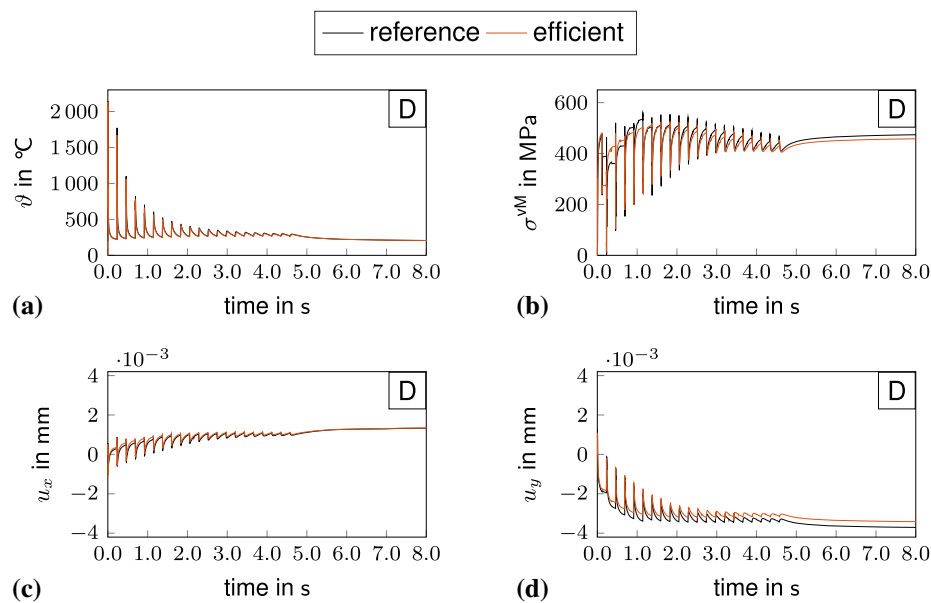 reference efficient
D
2 000
1 500
1 000
500
0
ϑ in °C
0.0 1.0 2.0 3.0 4.0 5.0 6.0 7.0 8.0
time in s
(a)
D
600
400
200
0
σ^vM in MPa
0.0 1.0 2.0 3.0 4.0 5.0 6.0 7.0 8.0
time in s
(b)
·10⁻³
D
4
2
0
−2
−4
u_x in mm
0.0 1.0 2.0 3.0 4.0 5.0 6.0 7.0 8.0
time in s
(c)
·10⁻³
D
4
2
0
−2
−4
u_y in mm
0.0 1.0 2.0 3.0 4.0 5.0 6.0 7.0 8.0
time in s
(d)